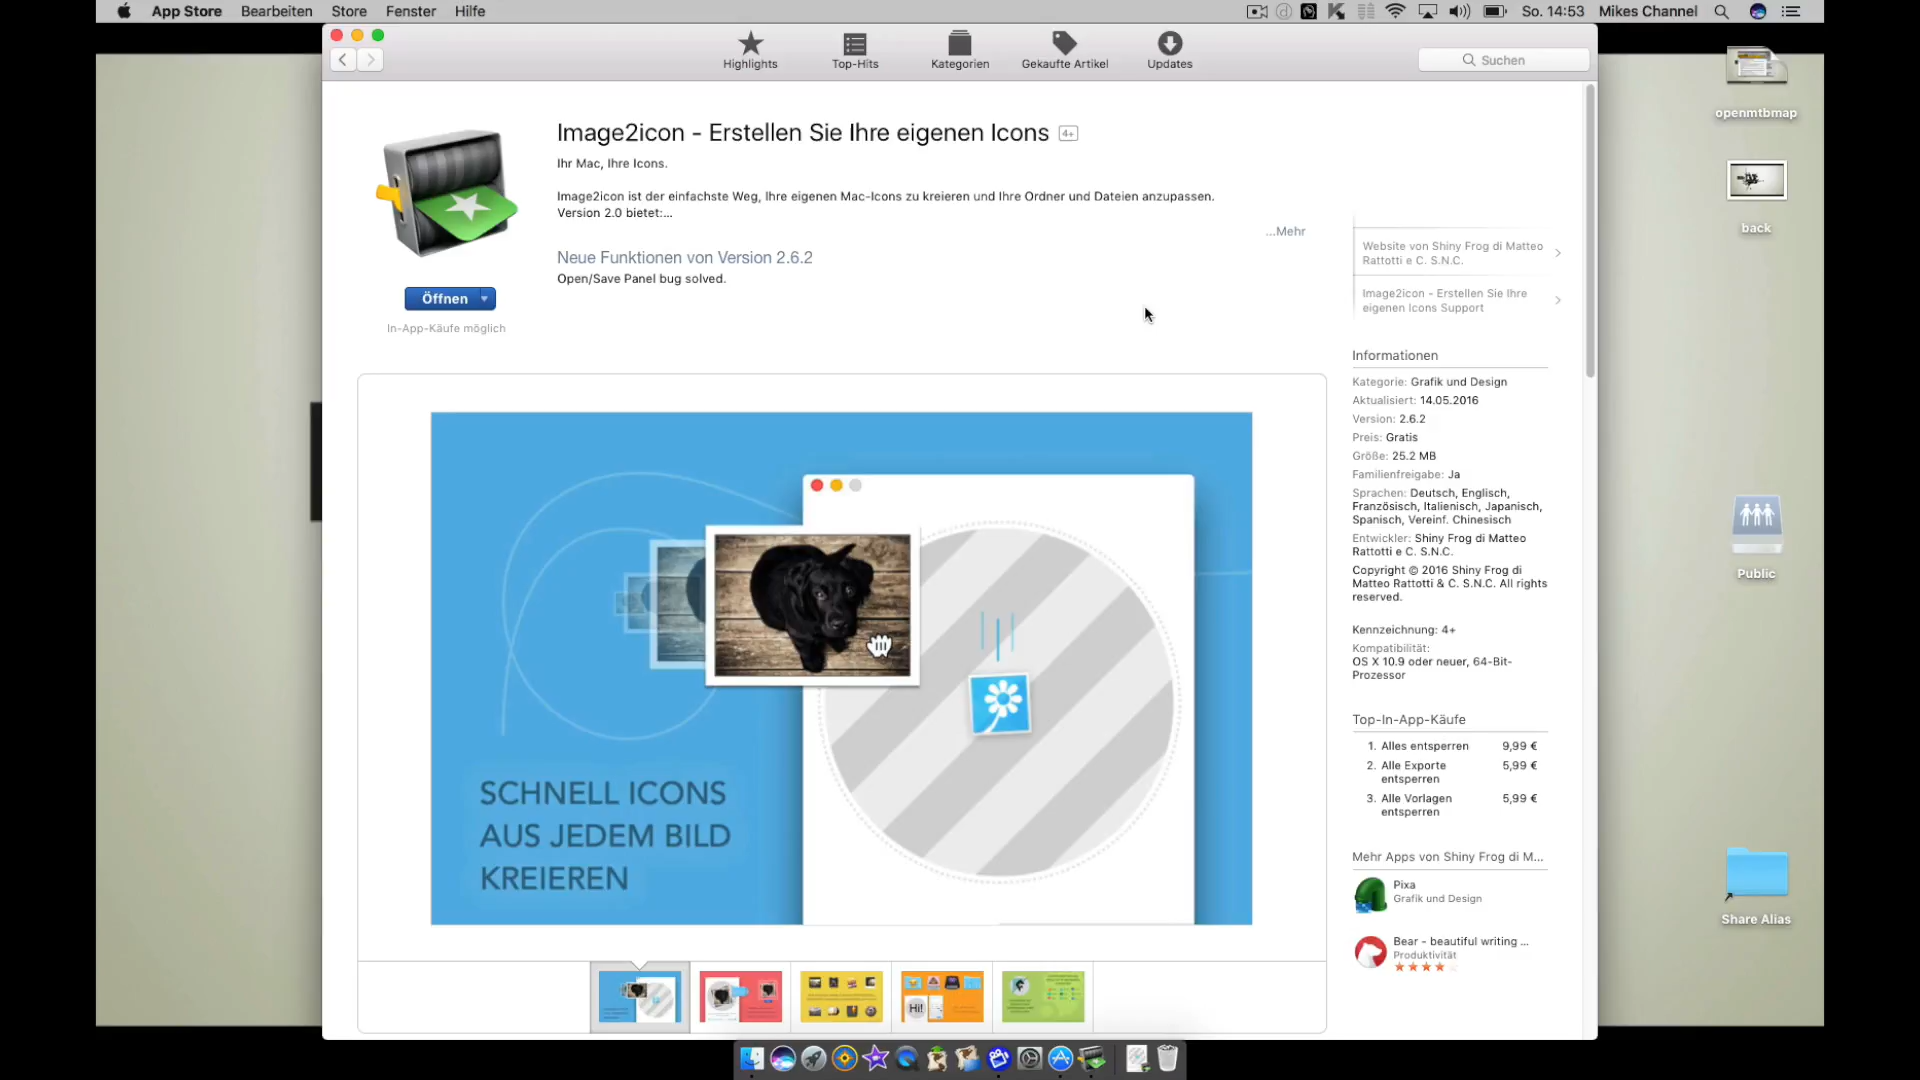 App Store Bearbeiten Store Fenster Hilfe
So. 14:53 Mikes Channel
Highlights
Top-Hits
Kategorien
Gekaufte Artikel
Updates
Suchen
Image2icon - Erstellen Sie Ihre eigenen Icons 4+
Ihr Mac, Ihre Icons.
Image2icon ist der einfachste Weg, Ihre eigenen Mac-Icons zu kreieren und Ihre Ordner und Dateien anzupassen.
Version 2.0 bietet:...
...Mehr
Neue Funktionen von Version 2.6.2
Open/Save Panel bug solved.
Öffnen
In-App-Käufe möglich
SCHNELL ICONS
AUS JEDEM BILD
KREIEREN
Hi!
Website von Shiny Frog di Matteo
Rattotti e C. S.N.C.
Image2icon - Erstellen Sie Ihre
eigenen Icons Support
Informationen
Kategorie: Grafik und Design
Aktualisiert: 14.05.2016
Version: 2.6.2
Preis: Gratis
Größe: 25.2 MB
Familienfreigabe: Ja
Sprachen: Deutsch, Englisch,
Französisch, Italienisch, Japanisch,
Spanisch, Vereinf. Chinesisch
Entwickler: Shiny Frog di Matteo
Rattotti e C. S.N.C.
Copyright © 2016 Shiny Frog di
Matteo Rattotti & C. S.N.C. All rights
reserved.
Kennzeichnung: 4+
Kompatibilität:
OS X 10.9 oder neuer, 64-Bit-
Prozessor
Top-In-App-Käufe
1. Alles entsperren 9,99 €
2. Alle Exporte 5,99 €
entsperren
3. Alle Vorlagen 5,99 €
entsperren
Mehr Apps von Shiny Frog di M...
Pixa
Grafik und Design
Bear - beautiful writing ...
Produktivität
openmtbmap
back
Public
Share Alias